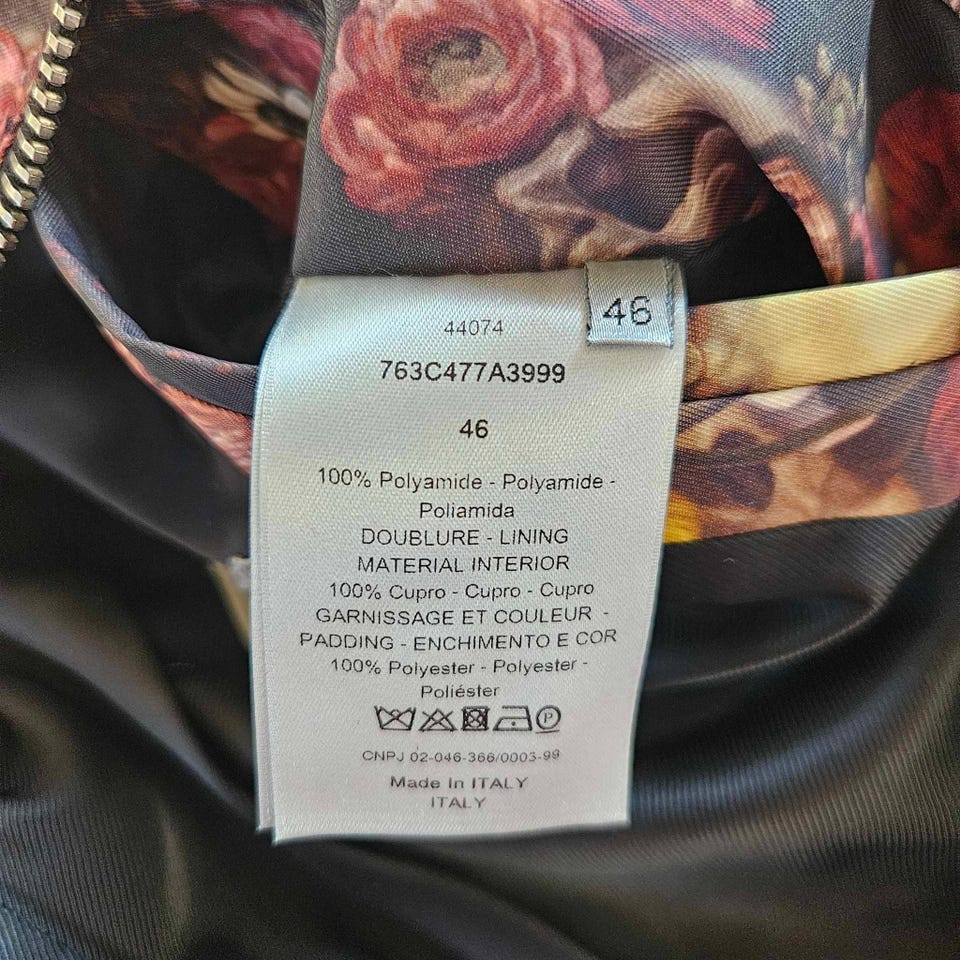 46
44074
763C477A3999
46
100% Polyamide - Polyamide -
Poliamida
DOUBLURE - LINING
MATERIAL INTERIOR
100% Cupro - Cupro - Cupro
GARNISSAGE ET COULEUR -
PADDING - ENCHIMENTO E COR
100% Polyester - Polyester -
Poliéster
P
CNPJ 02-046-366/0003-99
Made In ITALY
ITALY